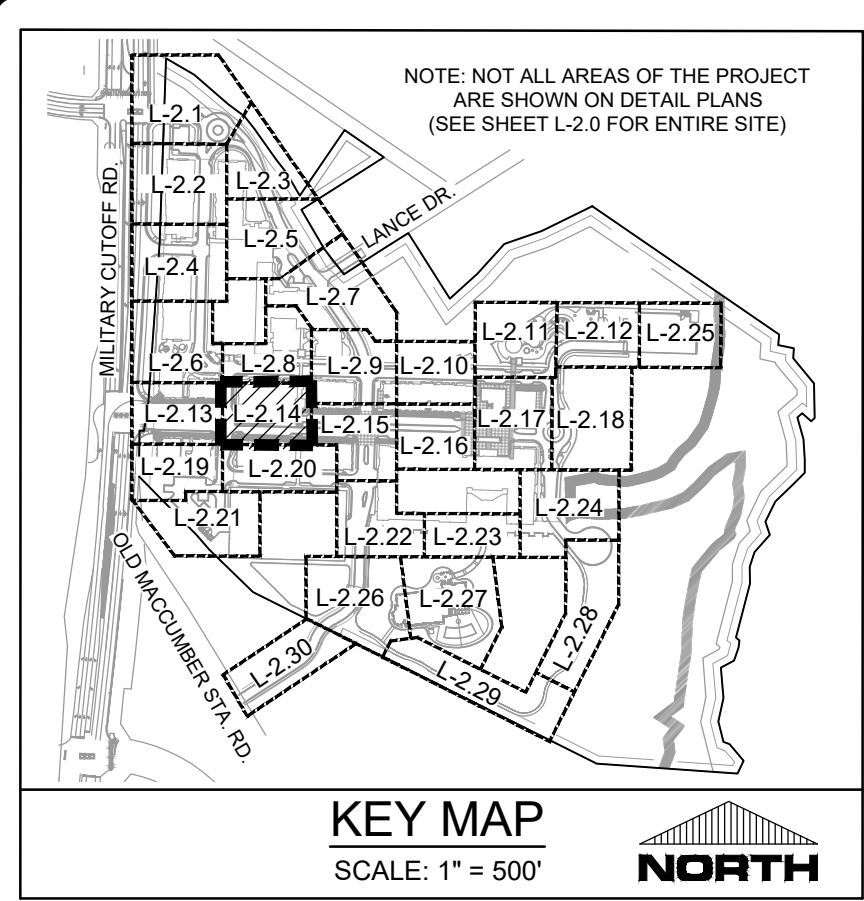 NOTE: NOT ALL AREAS OF THE PROJECT
ARE SHOWN ON DETAIL PLANS
(SEE SHEET L-2.0 FOR ENTIRE SITE)
MILITARY CUTOFF RD.
LANCE DR.
OLD MACCUMBER STA. RD.
L-2.1
L-2.2
L-2.3
L-2.4
L-2.5
L-2.6
L-2.7
L-2.8
L-2.9
L-2.10
L-2.11
L-2.12
L-2.25
L-2.13
L-2.14
L-2.15
L-2.16
L-2.17
L-2.18
L-2.19
L-2.20
L-2.21
L-2.22
L-2.23
L-2.24
L-2.26
L-2.27
L-2.28
L-2.29
L-2.30
KEY MAP
SCALE: 1" = 500'
NORTH